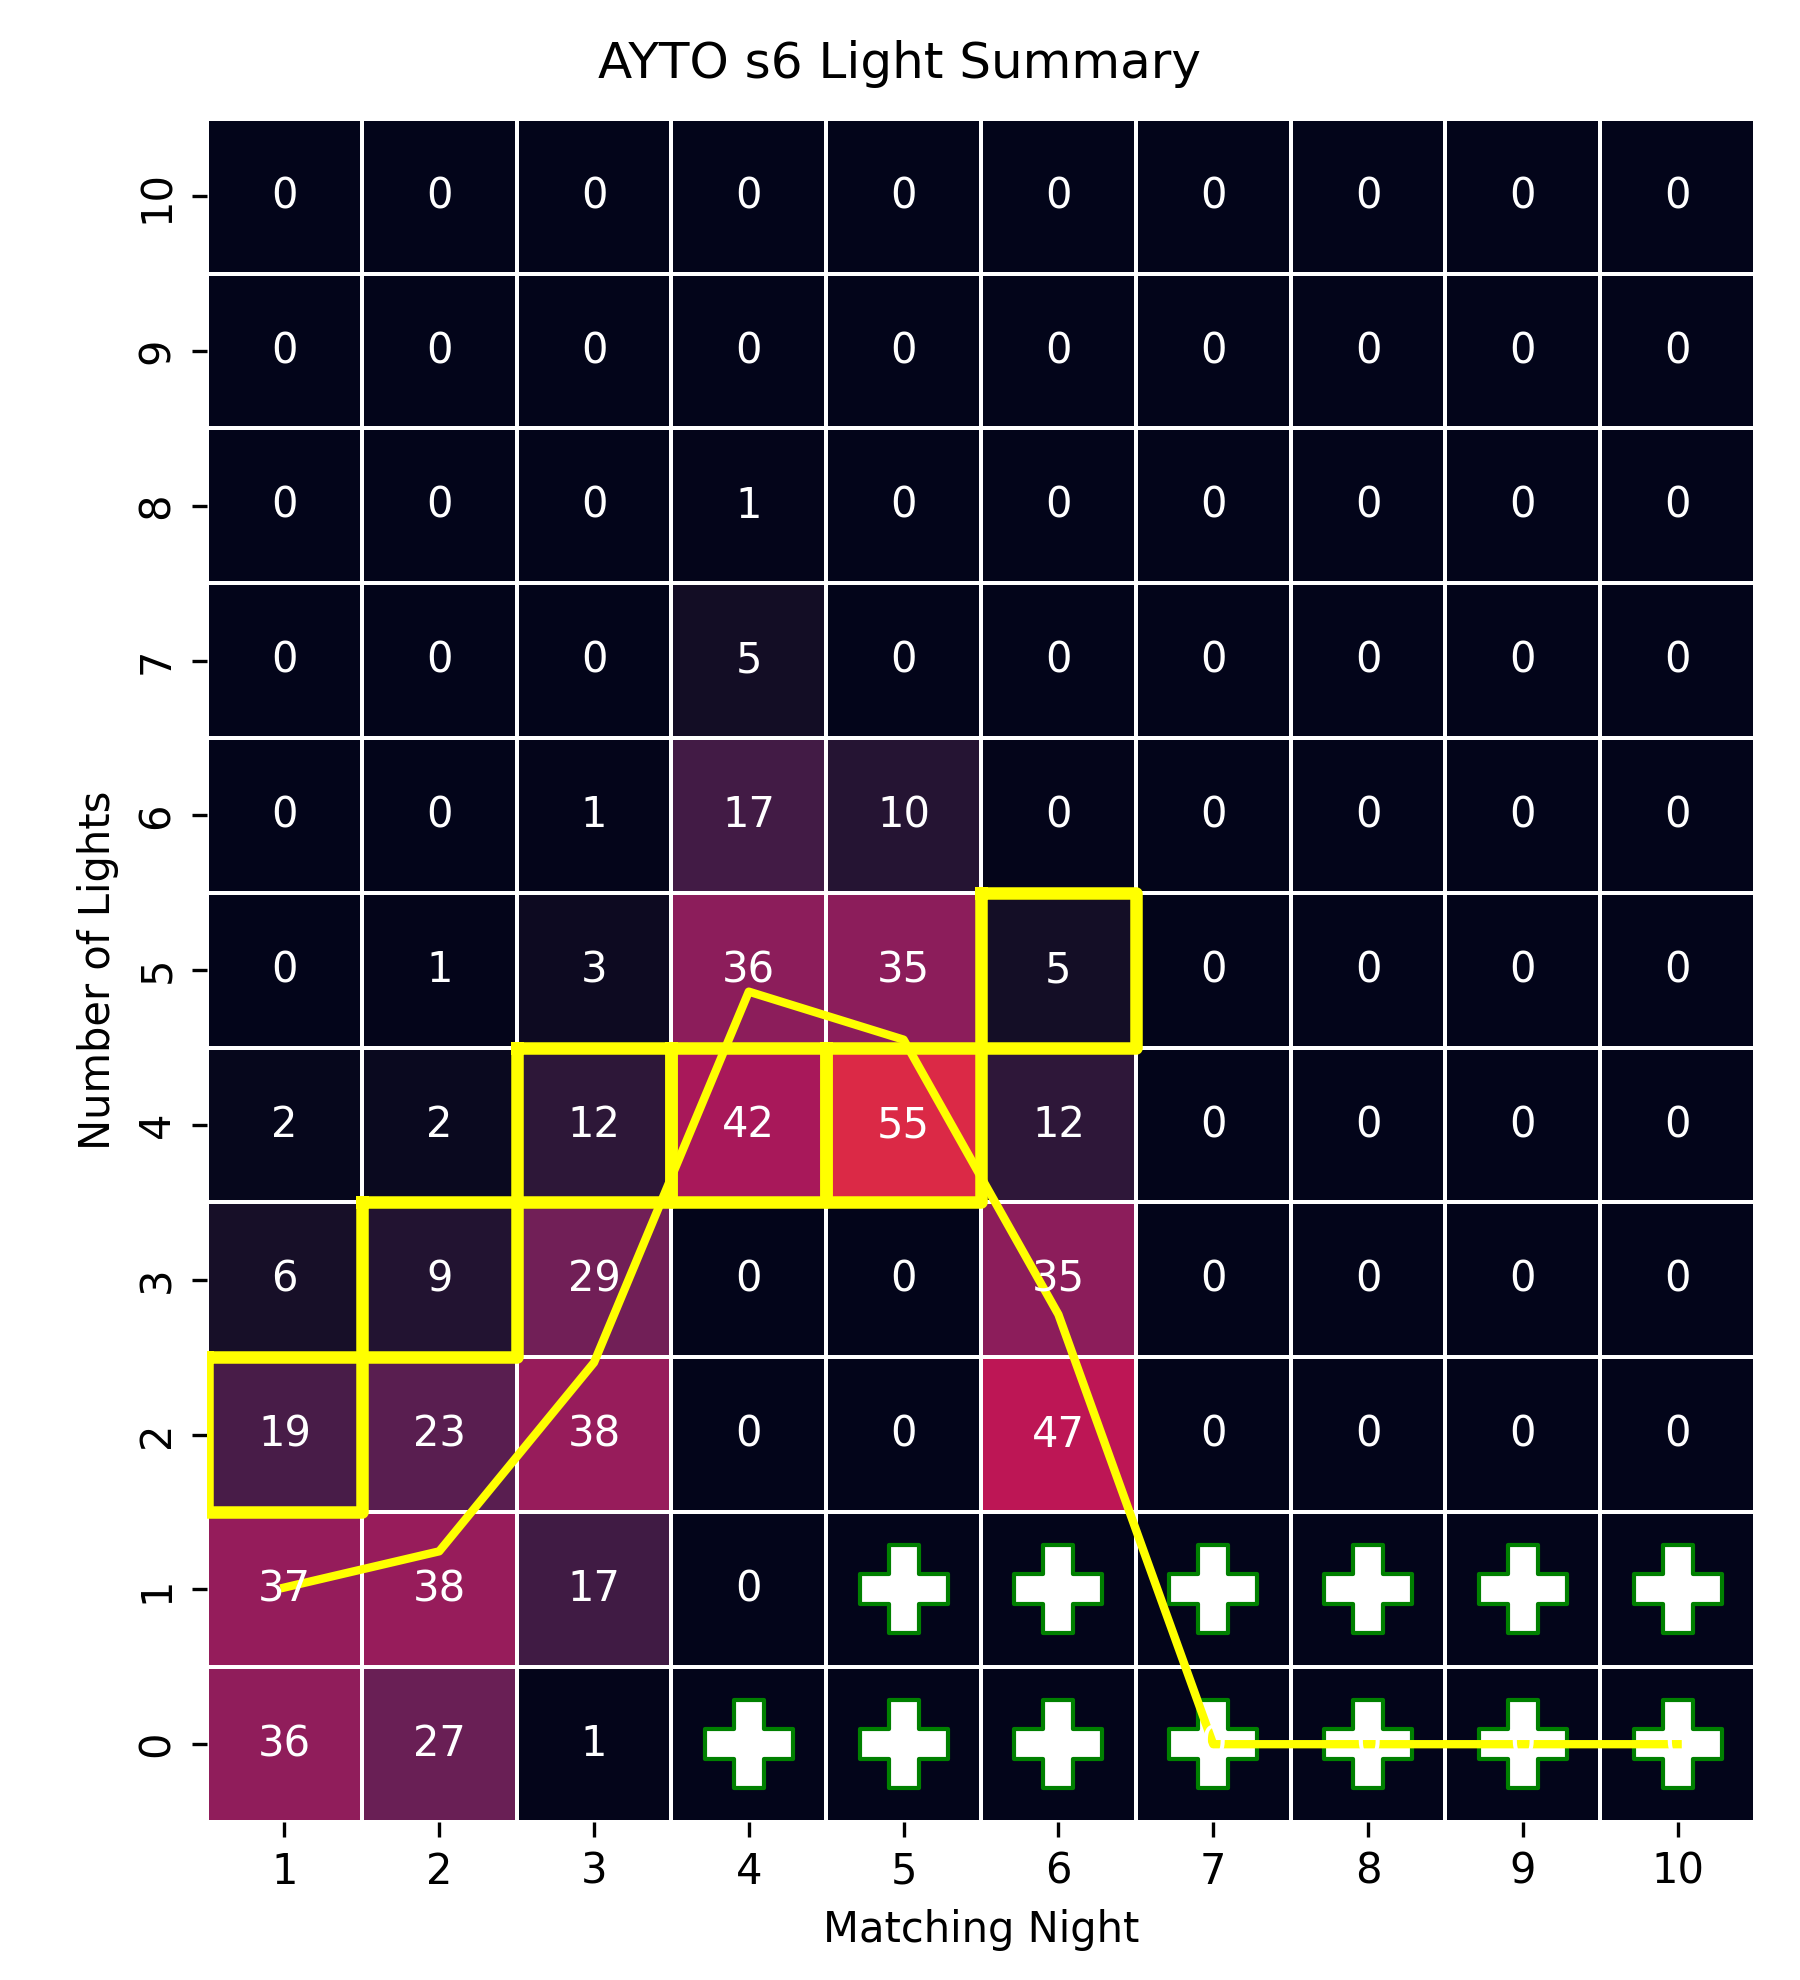 AYTO s6 Light Summary
10 0 0 0 0 0 0 0 0 0 0
9 0 0 0 0 0 0 0 0 0 0
8 0 0 0 1 0 0 0 0 0 0
7 0 0 0 5 0 0 0 0 0 0
6 0 0 1 17 10 0 0 0 0 0
5 0 1 3 36 35 5 0 0 0 0
4 2 2 12 42 55 12 0 0 0 0
3 6 9 29 0 0 35 0 0 0 0
2 19 23 38 0 0 47 0 0 0 0
1 37 38 17 0
0 36 27 1
Number of Lights
1 2 3 4 5 6 7 8 9 10
Matching Night